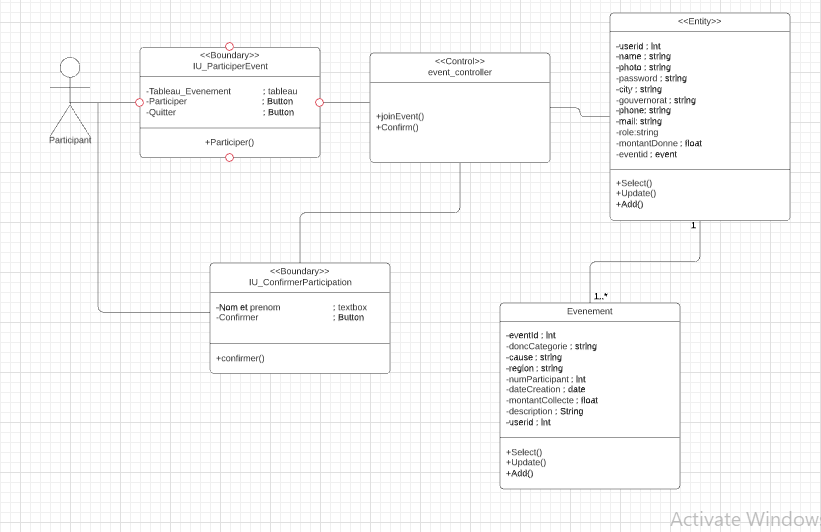 Participant
<<Boundary>>
IU_ParticiperEvent
-Tableau_Evenement ; tableau
-Participer ; Button
-Quitter ; Button
+Participer()
<<Control>>
event_controller
+joinEvent()
+Confirm()
<<Entity>>
-userid ; int
-name ; string
-photo ; string
-password ; string
-city ; string
-gouvernorat ; string
-phone: string
-mail: string
-role:string
-montantDonne ; float
-eventid ; event
+Select()
+Update()
+Add()
1
1..*
<<Boundary>>
IU_ConfirmerParticipation
-Nom et prenom ; textbox
-Confirmer ; Button
+confirmer()
Evenement
-eventId ; int
-doncCategorie ; string
-cause ; string
-region ; string
-numParticipant ; int
-dateCreation ; date
-montantCollecte ; float
-description ; String
-userid ; int
+Select()
+Update()
+Add()
Activate Window